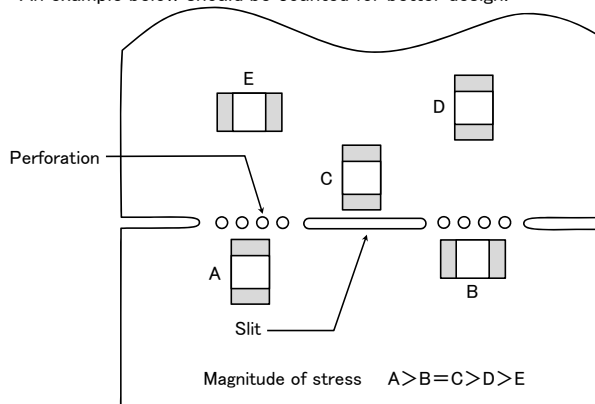 An example below should be counted for better design.
E
D
Perforation
C
A
B
Slit
Magnitude of stress A>B=C>D>E